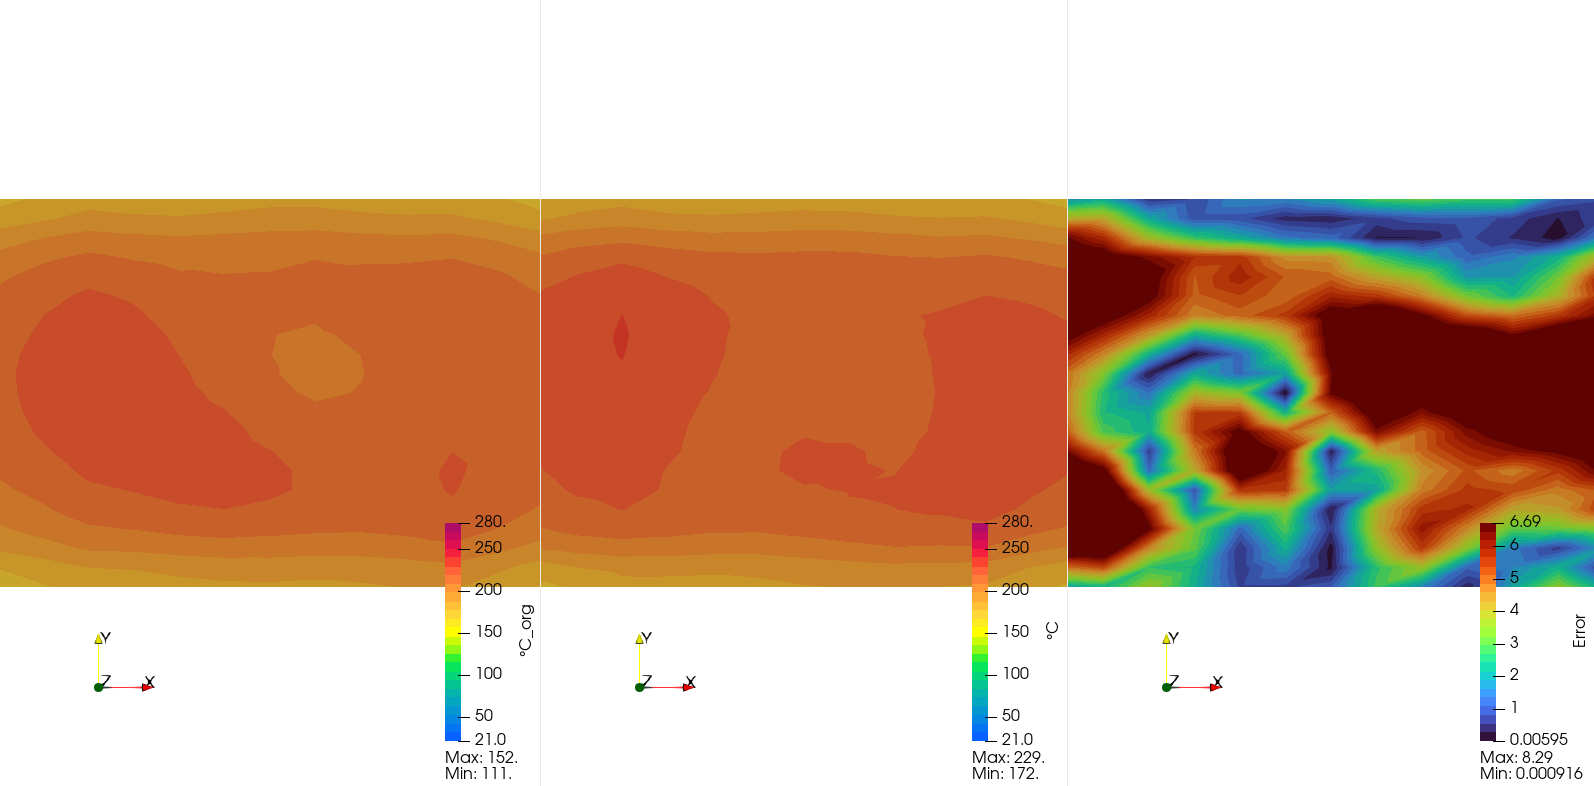 280.
250
200
150
100
50
21.0
°C_org
Max: 152.
Min: 111.
Y
Z
X
280.
250
200
150
100
50
21.0
°C
Max: 229.
Min: 172.
Y
Z
X
6.69
6
5
4
3
2
1
0.00595
Error
Max: 8.29
Min: 0.000916
Y
Z
X